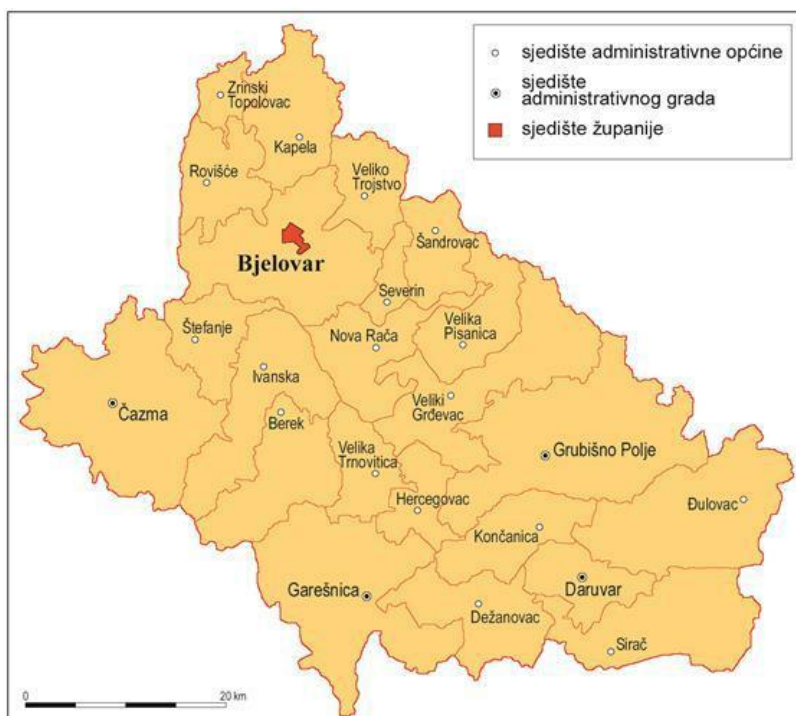 sjedište administrativne općine
sjedište
administrativnog grada
sjedište županije
Zrinski
Topolovac
Kapela
Rovišće
Veliko
Trojstvo
Šandrovac
Bjelovar
Severin
Štefanje
Nova Rača
Velika
Pisanica
Ivanska
Čazma
Berek
Veliki
Grđevac
Velika
Trnovitica
Grubišno Polje
Hercegovac
Đulovac
Končanica
Garešnica
Daruvar
Dežanovac
Sirač
0
20 km